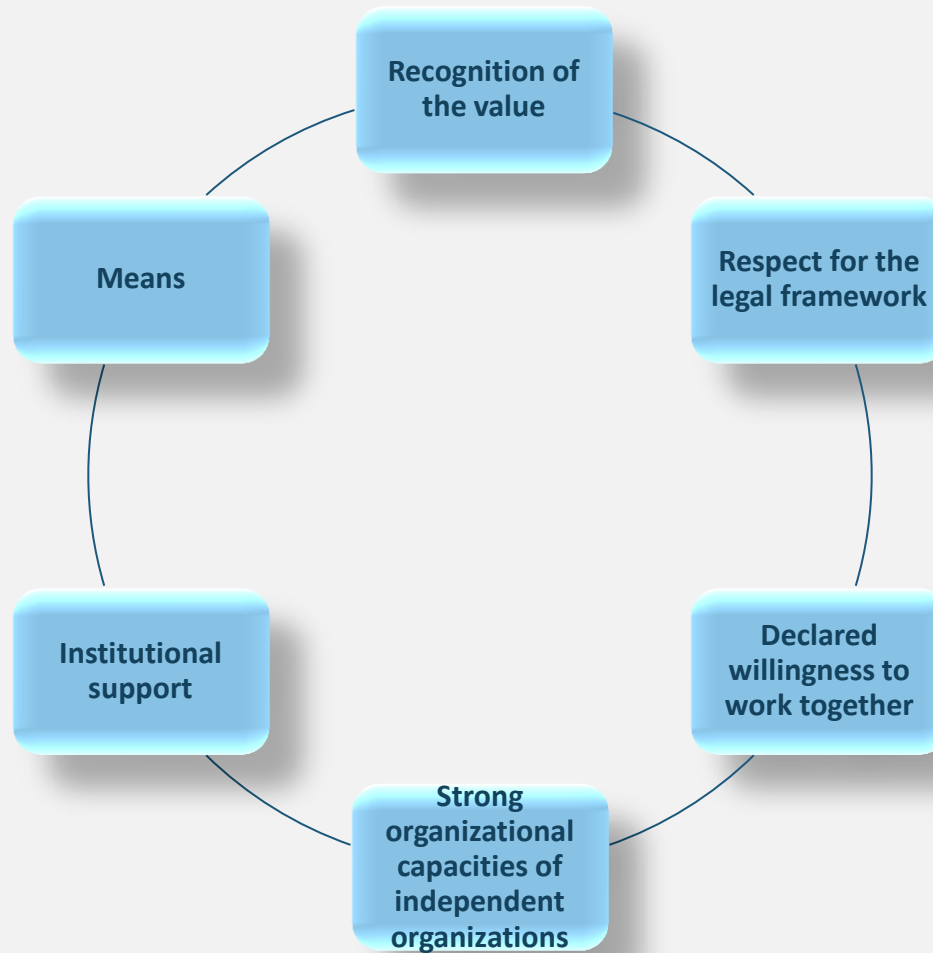 Recognition of
the value
Respect for the
legal framework
Declared
willingness to
work together
Strong
organizational
capacities of
independent
organizations
Institutional
support
Means